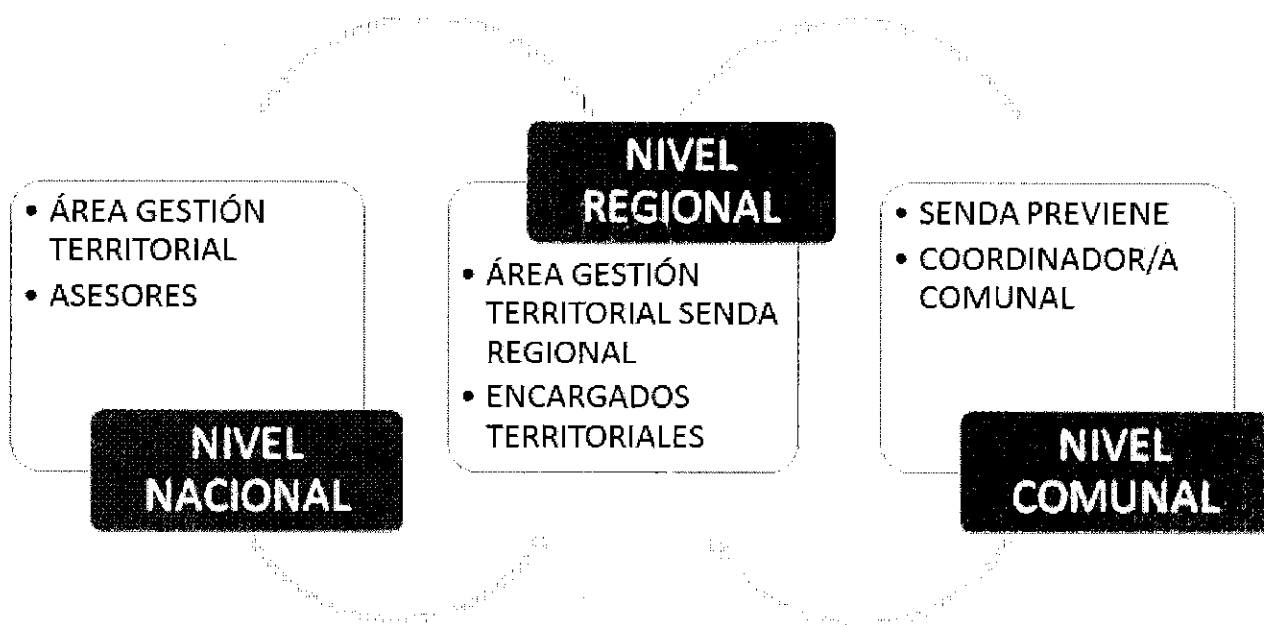 • ÁREA GESTIÓN
TERRITORIAL
• ASESORES
NIVEL
NACIONAL
NIVEL
REGIONAL
• ÁREA GESTIÓN
TERRITORIAL SENDA
REGIONAL
• ENCARGADOS
TERRITORIALES
• SENDA PREVIENE
• COORDINADOR/A
COMUNAL
NIVEL
COMUNAL